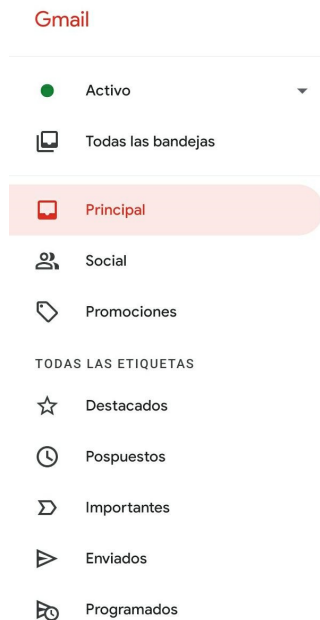 Gmail
Activo
Todas las bandejas
Principal
Social
Promociones
TODAS LAS ETIQUETAS
Destacados
Pospuestos
Importantes
Enviados
Programados